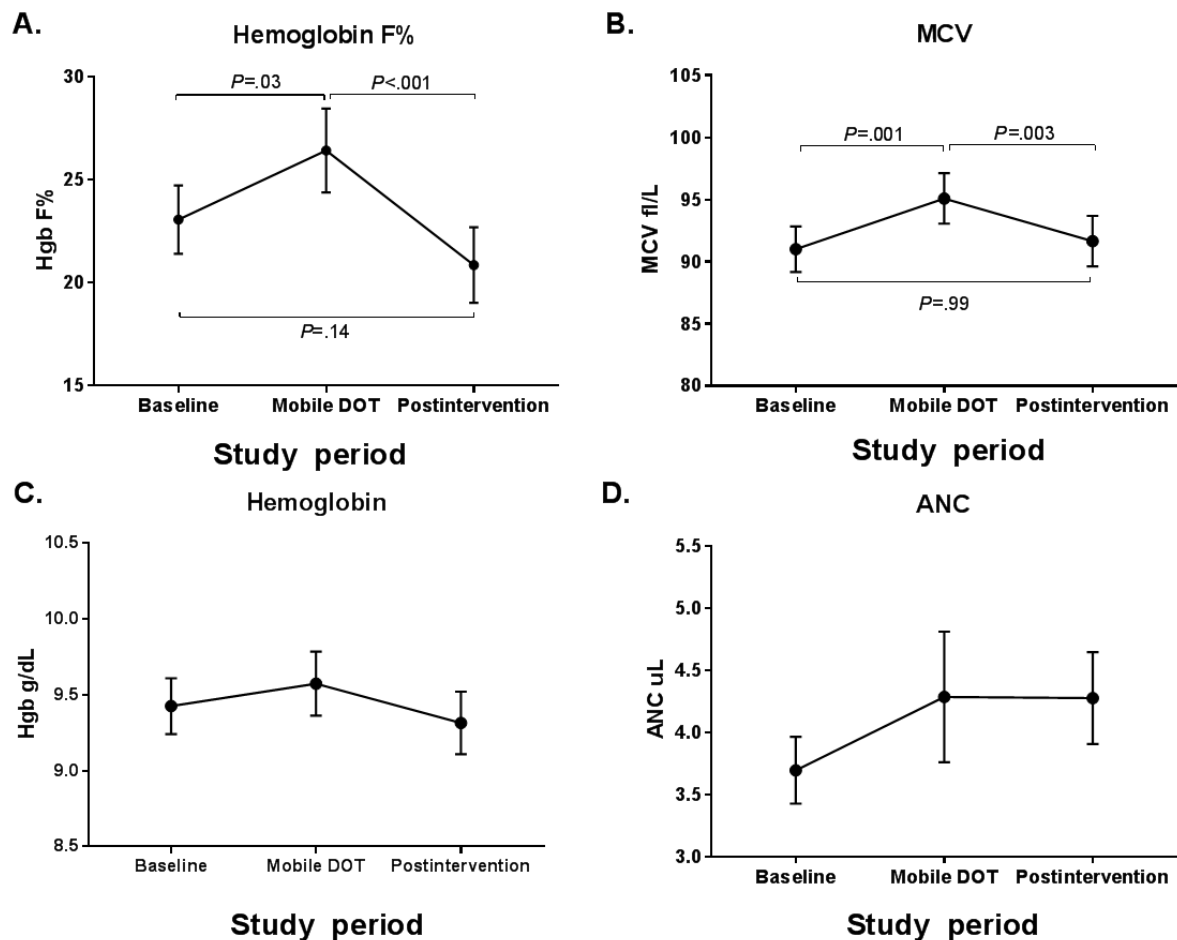 A.
Hemoglobin F%
P=.03
P<.001
30
25
20
15
Hgb F%
P=.14
Baseline Mobile DOT Postintervention
Study period
B.
MCV
105
100
95
90
85
80
MCV fl/L
P=.001
P=.003
P=.99
Baseline Mobile DOT Postintervention
Study period
C.
Hemoglobin
10.5
10.0
9.5
9.0
8.5
Hgb g/dL
Baseline Mobile DOT Postintervention
Study period
D.
ANC
5.5
5.0
4.5
4.0
3.5
3.0
ANC uL
Baseline Mobile DOT Postintervention
Study period